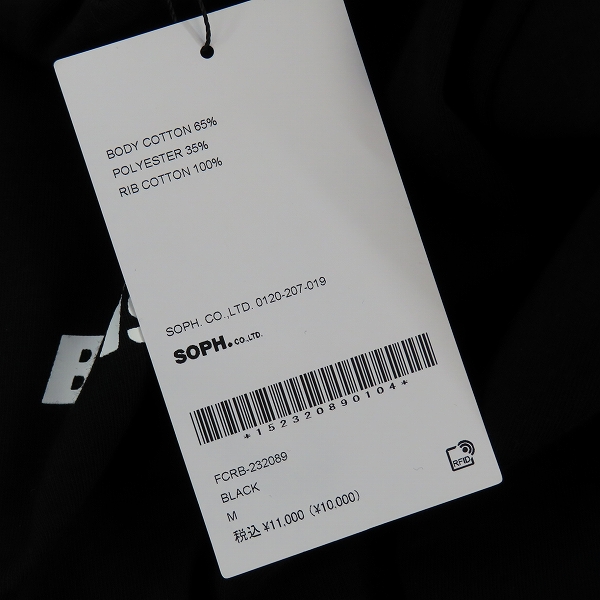 BODY COTTON 65%
POLYESTER 35%
RIB COTTON 100%
SOPH. CO.,LTD. 0120-207-019
SOPH.CO.,LTD.
*152320890104*
FCRB-232089
BLACK
M
税込 ¥11,000 (¥10,000)
RFID